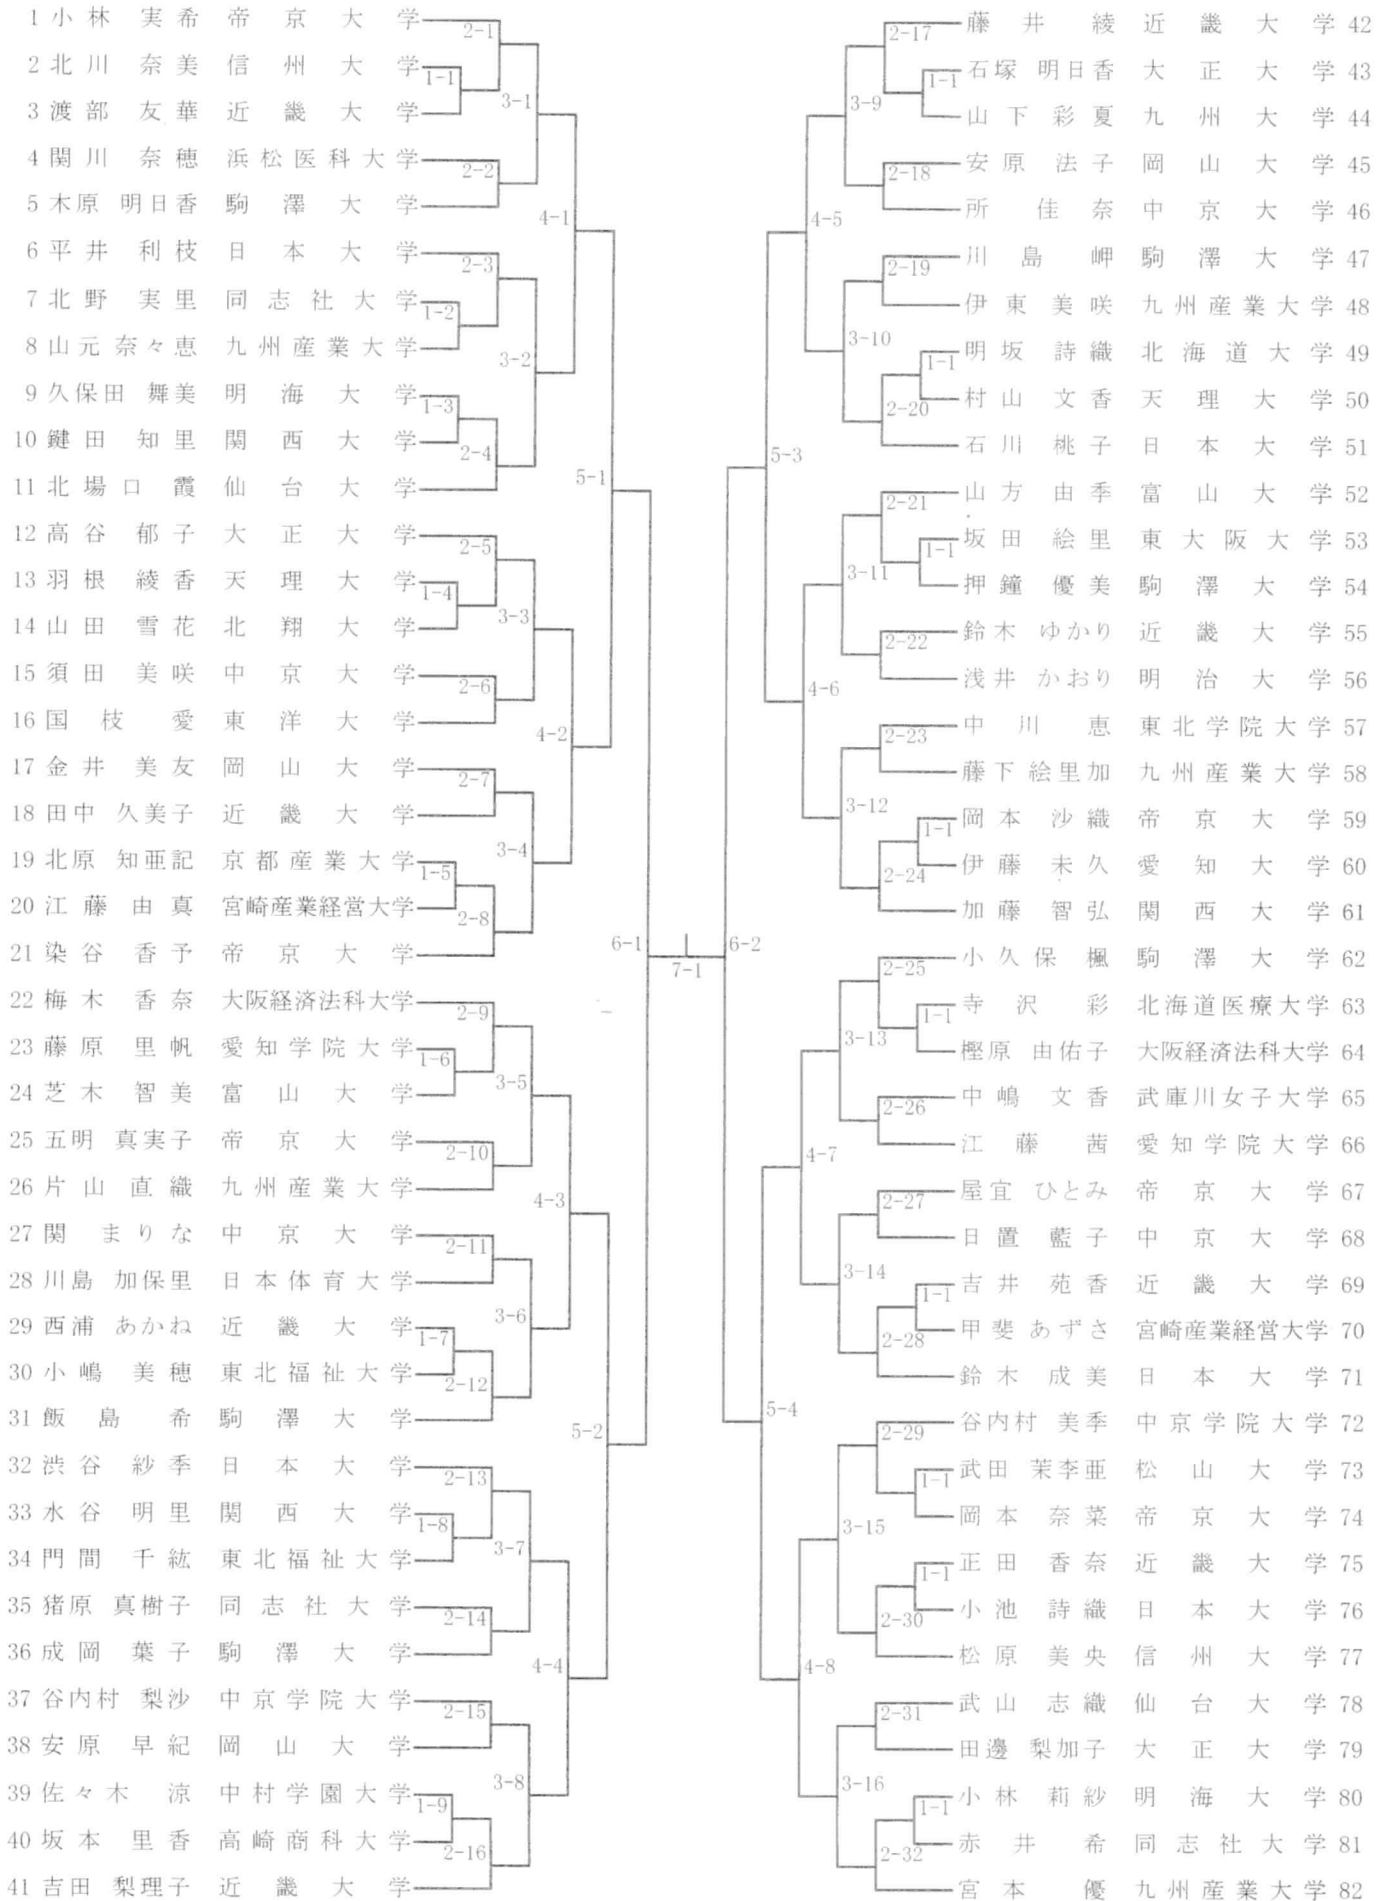 1 小林 実希 帝京大学
2 北川 奈美 信州大学
3 渡部 友華 近畿大学
4 関川 奈穂 浜松医科大学
5 木原 明日香 駒澤大学
6 平井 利枝 日本大学
7 北野 実里 同志社大学
8 山元 奈々恵 九州産業大学
9 久保田 舞美 明海大学
10 鍵田 知里 関西大学
11 北場口 霞 仙台大学
12 高谷 郁子 大正大学
13 羽根 綾香 天理大学
14 山田 雪花 北翔大学
15 須田 美咲 中京大学
16 国枝 愛 東洋大学
17 金井 美友 岡山大学
18 田中 久美子 近畿大学
19 北原 知亜記 京都産業大学
20 江藤 由真 宮崎産業経営大学
21 染谷 香予 帝京大学
22 梅木 香奈 大阪経済法科大学
23 藤原 里帆 愛知学院大学
24 芝木 智美 富山大学
25 五明 真実子 帝京大学
26 片山 直織 九州産業大学
27 関 まりな 中京大学
28 川島 加保里 日本体育大学
29 西浦 あかね 近畿大学
30 小嶋 美穂 東北福祉大学
31 飯島 希 駒澤大学
32 渋谷 紗季 日本大学
33 水谷 明里 関西大学
34 門間 千紘 東北福祉大学
35 猪原 真樹子 同志社大学
36 成岡 葉子 駒澤大学
37 谷内村 梨沙 中京学院大学
38 安原 早紀 岡山大学
39 佐々木 涼 中村学園大学
40 坂本 里香 高崎商科大学
41 吉田 梨理子 近畿大学
2-1
1-1
3-1
2-2
4-1
2-3
1-2
3-2
1-3
2-4
5-1
2-5
1-4
3-3
2-6
4-2
2-7
3-4
1-5
2-8
6-1
2-9
1-6
3-5
2-10
4-3
2-11
3-6
1-7
2-12
5-2
2-13
1-8
3-7
2-14
4-4
2-15
3-8
1-9
2-16
7-1
6-2
2-17
1-1
3-9
2-18
4-5
2-19
3-10
1-1
2-20
5-3
2-21
1-1
3-11
2-22
4-6
2-23
3-12
1-1
2-24
2-25
1-1
3-13
2-26
4-7
2-27
3-14
1-1
2-28
5-4
2-29
1-1
3-15
1-1
2-30
4-8
2-31
3-16
1-1
2-32
藤井 綾 近畿大学 42
石塚 明日香 大正大学 43
山下 彩夏 九州大学 44
安原 法子 岡山大学 45
所 佳奈 中京大学 46
川島 岬 駒澤大学 47
伊東 美咲 九州産業大学 48
明坂 詩織 北海道大学 49
村山 文香 天理大学 50
石川 桃子 日本大学 51
山方 由季 富山大学 52
坂田 絵里 東大阪大学 53
押鐘 優美 駒澤大学 54
鈴木 ゆかり 近畿大学 55
浅井 かおり 明治大学 56
中川 恵 東北学院大学 57
藤下 絵里加 九州産業大学 58
岡本 沙織 帝京大学 59
伊藤 未久 愛知大学 60
加藤 智弘 関西大学 61
小久保 楓 駒澤大学 62
寺沢 彩 北海道医療大学 63
樫原 由佑子 大阪経済法科大学 64
中嶋 文香 武庫川女子大学 65
江藤 茜 愛知学院大学 66
屋宜 ひとみ 帝京大学 67
日置 藍子 中京大学 68
吉井 苑香 近畿大学 69
甲斐 あずさ 宮崎産業経営大学 70
鈴木 成美 日本大学 71
谷内村 美季 中京学院大学 72
武田 茉李亜 松山大学 73
岡本 奈菜 帝京大学 74
正田 香奈 近畿大学 75
小池 詩織 日本大学 76
松原 美央 信州大学 77
武山 志織 仙台大学 78
田邊 梨加子 大正大学 79
小林 莉紗 明海大学 80
赤井 希 同志社大学 81
宮本 優 九州産業大学 82